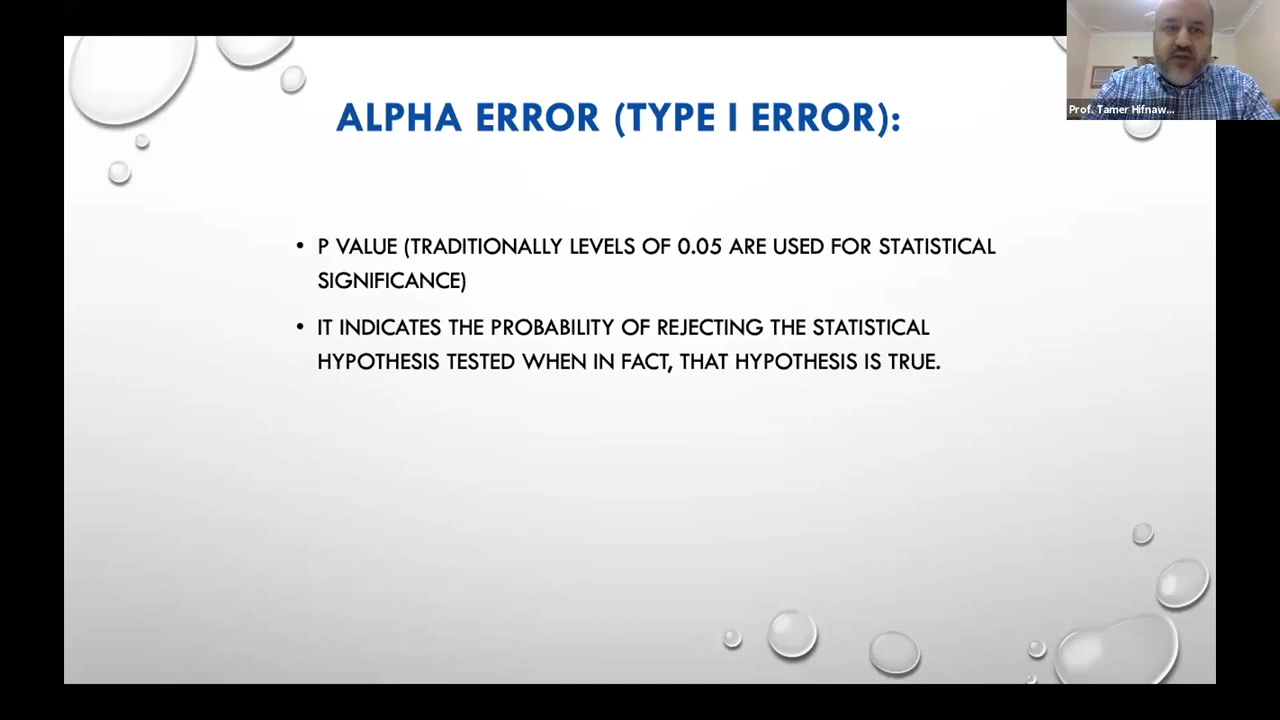 Prof. Tamer Hifnaw...
ALPHA ERROR (TYPE I ERROR):
• P VALUE (TRADITIONALLY LEVELS OF 0.05 ARE USED FOR STATISTICAL
SIGNIFICANCE)
• IT INDICATES THE PROBABILITY OF REJECTING THE STATISTICAL
HYPOTHESIS TESTED WHEN IN FACT, THAT HYPOTHESIS IS TRUE.